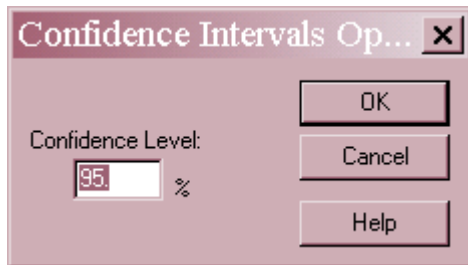 Confidence Intervals Op...
OK
Confidence Level:
Cancel
95. %
Help